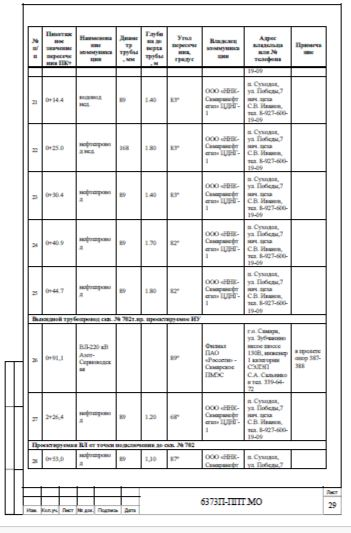 № п/п
Пикетажное значение пересечения ПК+
Наименование коммуникации
Диаметр трубы, мм
Глубина до верха трубы, м
Угол пересечения, градус
Владелец коммуникации
Адрес владельца или № телефона
Примечание
19-09
21
0+14.4
водовод нсд.
89
1.40
83°
ООО «ННК-Самаранефтегаз» ЦДНГ-1
п. Суходол, ул. Победы,7 нач. цеха С.В. Иванов, тел. 8-927-600-19-09
22
0+25.0
нефтепровод нсд.
168
1.80
83°
ООО «ННК-Самаранефтегаз» ЦДНГ-1
п. Суходол, ул. Победы,7 нач. цеха С.В. Иванов, тел. 8-927-600-19-09
23
0+30.4
нефтепровод
89
1.40
83°
ООО «ННК-Самаранефтегаз» ЦДНГ-1
п. Суходол, ул. Победы,7 нач. цеха С.В. Иванов, тел. 8-927-600-19-09
24
0+40.9
нефтепровод
89
1.70
82°
ООО «ННК-Самаранефтегаз» ЦДНГ-1
п. Суходол, ул. Победы,7 нач. цеха С.В. Иванов, тел. 8-927-600-19-09
25
0+44.7
нефтепровод
89
1.80
82°
ООО «ННК-Самаранефтегаз» ЦДНГ-1
п. Суходол, ул. Победы,7 нач. цеха С.В. Иванов, тел. 8-927-600-19-09
Выкидной трубопровод скв. № 702т.вр. проектируемое ИУ
26
0+91,1
ВЛ-220 кВ Азот-Серноводская
89°
Филиал ПАО «Россети» - Самарское ПМЭС
г.о. Самара, ул. Зубчаниновское шоссе 130В, инженер 1 категории СЭЛЭП С.А. Сальников тел. 339-64-72
в пролете опор 387-388
27
2+26,4
нефтепровод
89
1.20
68°
ООО «ННК-Самаранефтегаз» ЦДНГ-1
п. Суходол, ул. Победы,7 нач. цеха С.В. Иванов, тел. 8-927-600-19-09
Проектируемая ВЛ от точки подключения до скв. № 702
28
0+53,0
нефтепровод
89
1,10
87°
ООО «ННК-Самаранефт
п. Суходол, ул. Победы,7
Изм. Кол.уч. Лист № док. Подпись Дата
6373П-ППТ.МО
Лист
29